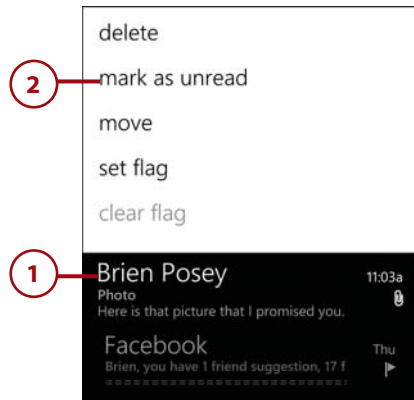 delete
2
mark as unread
move
set flag
clear flag
1
Brien Posey 11:03a
Photo
Here is that picture that I promised you.
Facebook Thu
Brien, you have 1 friend suggestion, 17 f
==============================